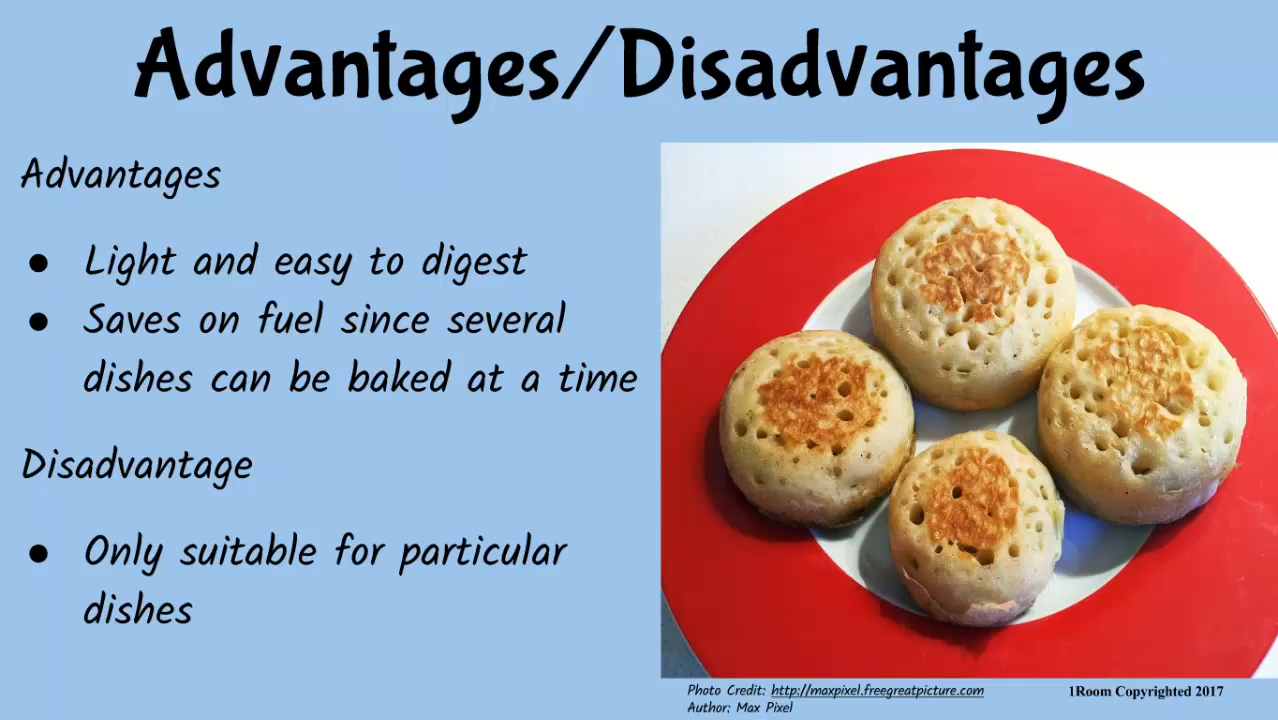 Advantages/Disadvantages
Advantages
● Light and easy to digest
● Saves on fuel since several
dishes can be baked at a time
Disadvantage
● Only suitable for particular
dishes
Photo Credit: http://maxpixel.freegreatpicture.com
Author: Max Pixel
1Room Copyrighted 2017